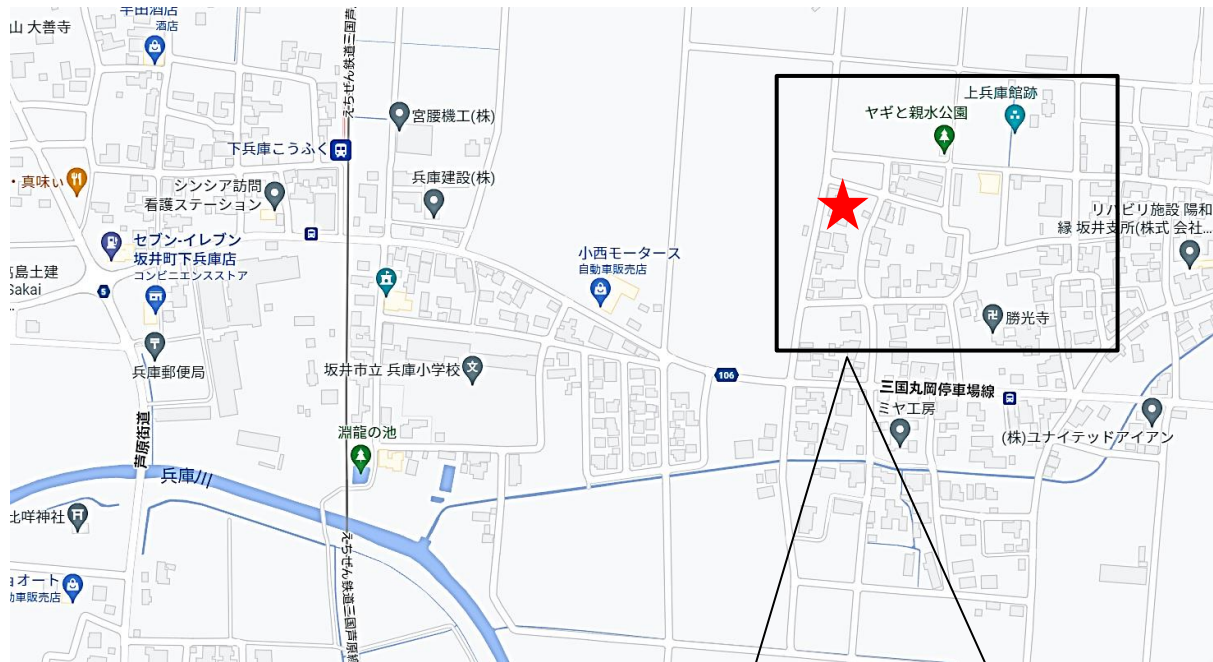 半田酒店
酒店
山 大善寺
えちぜん鉄道三国芦
宮腰機工(株)
下兵庫こうふく
・真味ぃ
シンシア訪問
看護ステーション
兵庫建設(株)
セブン-イレブン
坂井町下兵庫店
コンビニエンスストア
島土建
Sakai
...
5
兵庫郵便局
小西モータース
自動車販売店
坂井市立 兵庫小学校
106
三国丸岡停車場線
ミヤ工房
(株)ユナイテッドアイアン
上兵庫館跡
ヤギと親水公園
リハビリ施設 陽和
縁 坂井支所(株式 会社...
勝光寺
芦原街道
淵龍の池
兵庫川
比咩神社
オート
動車販売店
えちぜん鉄道三国芦原線